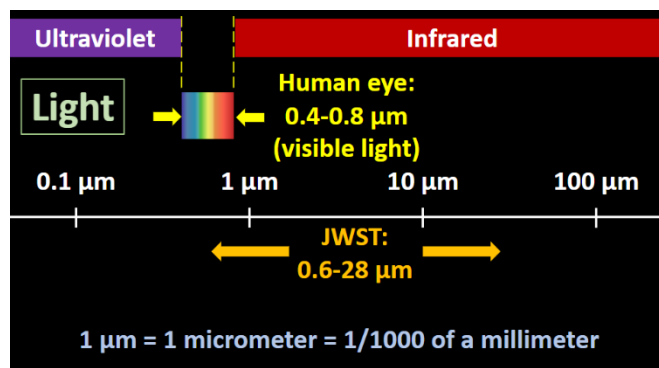 Ultraviolet
Infrared
Light
Human eye:
0.4-0.8 μm
(visible light)
0.1 μm
1 μm
10 μm
100 μm
JWST:
0.6-28 μm
1 μm = 1 micrometer = 1/1000 of a millimeter